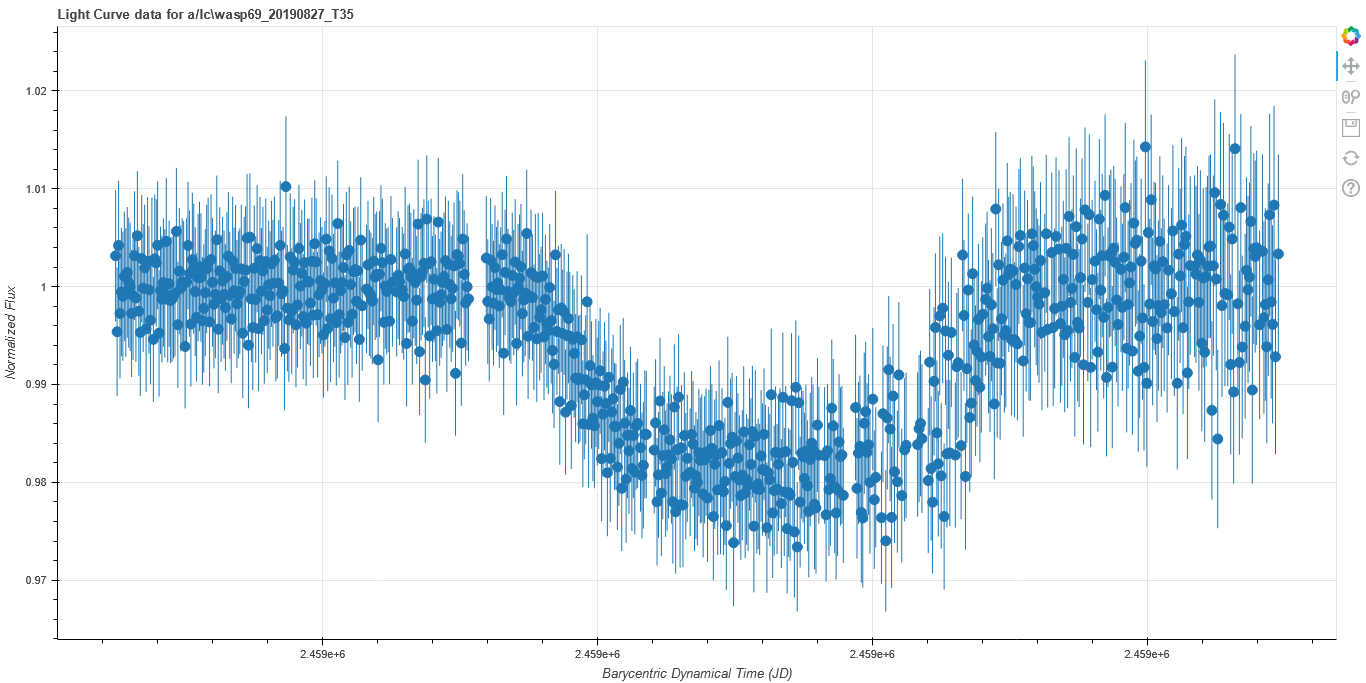 Light Curve data for a/lc\wasp69_20190827_T35
1.02
1.01
1
0.99
0.98
0.97
Normalized Flux
2.459e+6 2.459e+6 2.459e+6 2.459e+6
Barycentric Dynamical Time (JD)